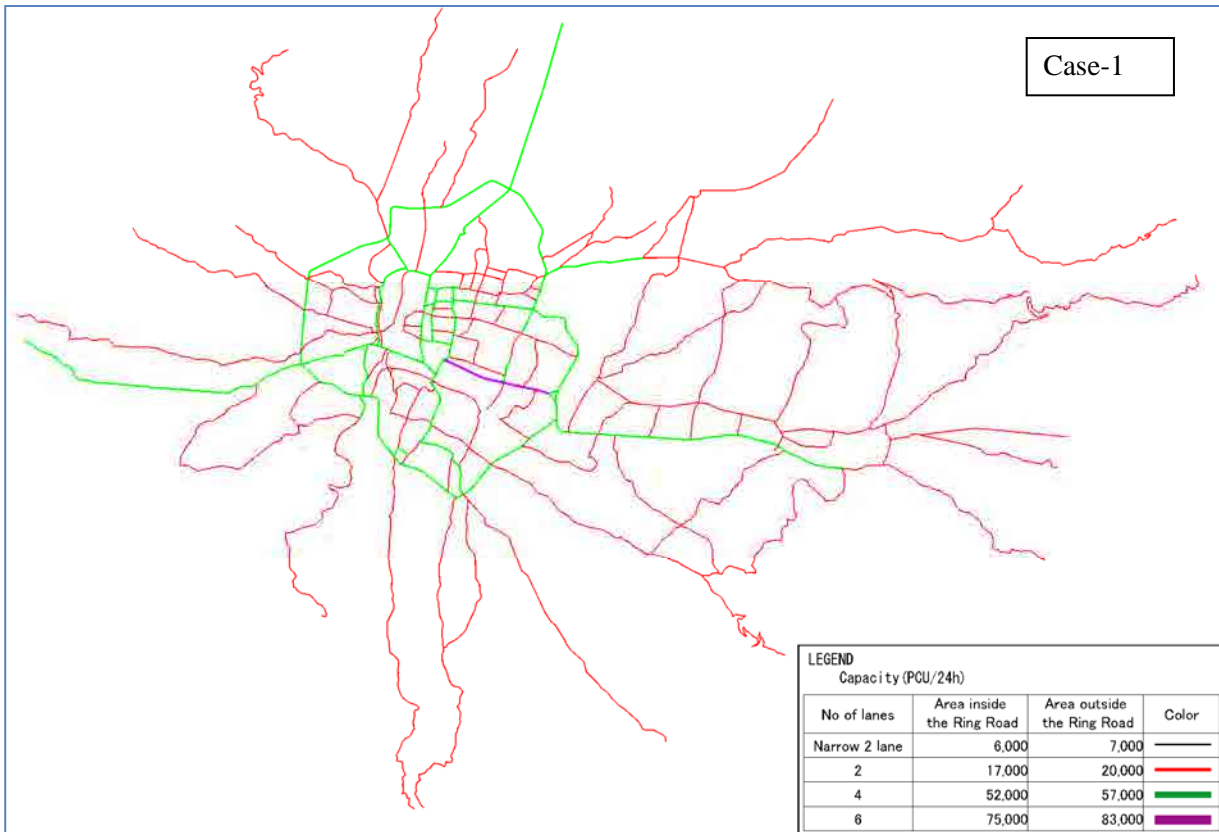 Case-1
LEGEND
Capacity(PCU/24h)
No of lanes Area inside the Ring Road Area outside the Ring Road Color
Narrow 2 lane 6,000 7,000
2 17,000 20,000
4 52,000 57,000
6 75,000 83,000